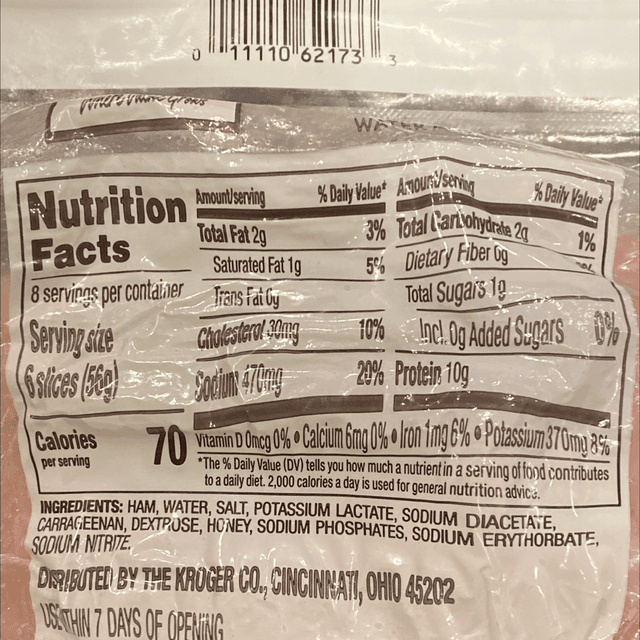 0 11110 62173 3
WATER
Nutrition
Facts
8 servings per container
Serving size
6 slices (56g)
Calories
per serving
70
Amount/serving % Daily Value*
Total Fat 2g 3%
Saturated Fat 1g 5%
Trans Fat 0g
Cholesterol 30mg 10%
Sodium 470mg 20%
Amount/serving % Daily Value*
Total Carbohydrate 2g 1%
Dietary Fiber 0g
Total Sugars 1g
Incl. 0g Added Sugars 0%
Protein 10g
Vitamin D 0mcg 0% • Calcium 6mg 0% • Iron 1mg 6% • Potassium 370mg 8%
*The % Daily Value (DV) tells you how much a nutrient in a serving of food contributes
to a daily diet. 2,000 calories a day is used for general nutrition advice.
INGREDIENTS: HAM, WATER, SALT, POTASSIUM LACTATE, SODIUM DIACETATE,
CARRAGEENAN, DEXTROSE, HONEY, SODIUM PHOSPHATES, SODIUM ERYTHORBATE,
SODIUM NITRITE.
DISTRIBUTED BY THE KROGER CO., CINCINNATI, OHIO 45202
USE WITHIN 7 DAYS OF OPENING